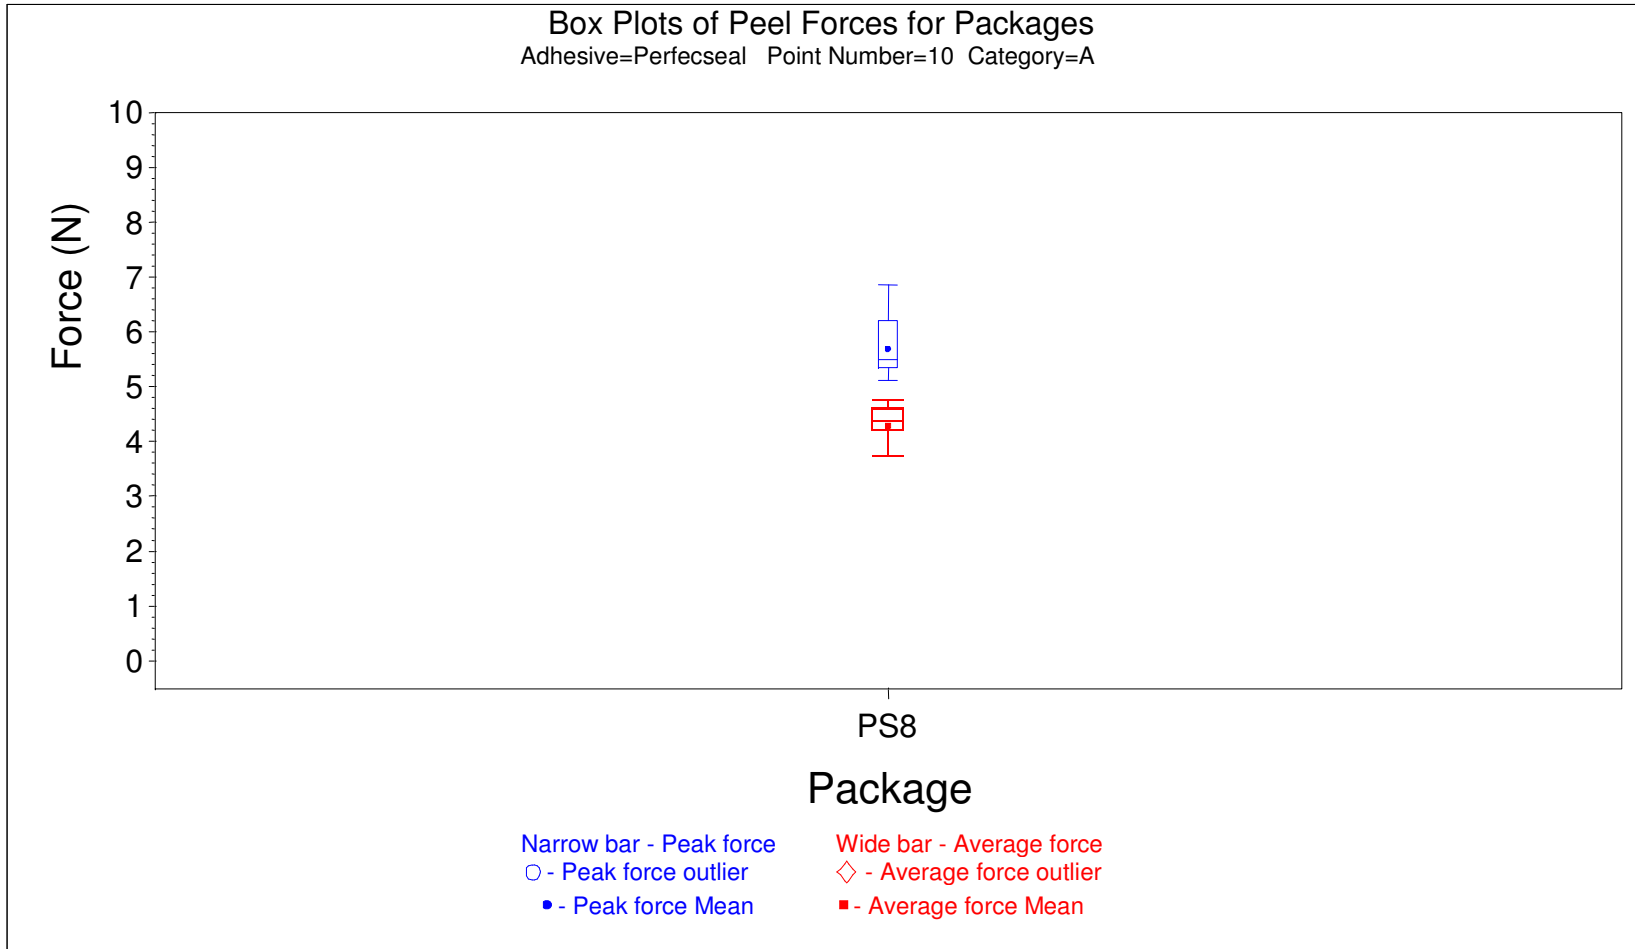 Box Plots of Peel Forces for Packages
Adhesive=Perfecseal Point Number=10 Category=A
10
9
8
7
6
5
4
3
2
1
0
Force (N)
PS8
Package
Narrow bar - Peak force
Wide bar - Average force
- Peak force outlier
- Average force outlier
- Peak force Mean
- Average force Mean